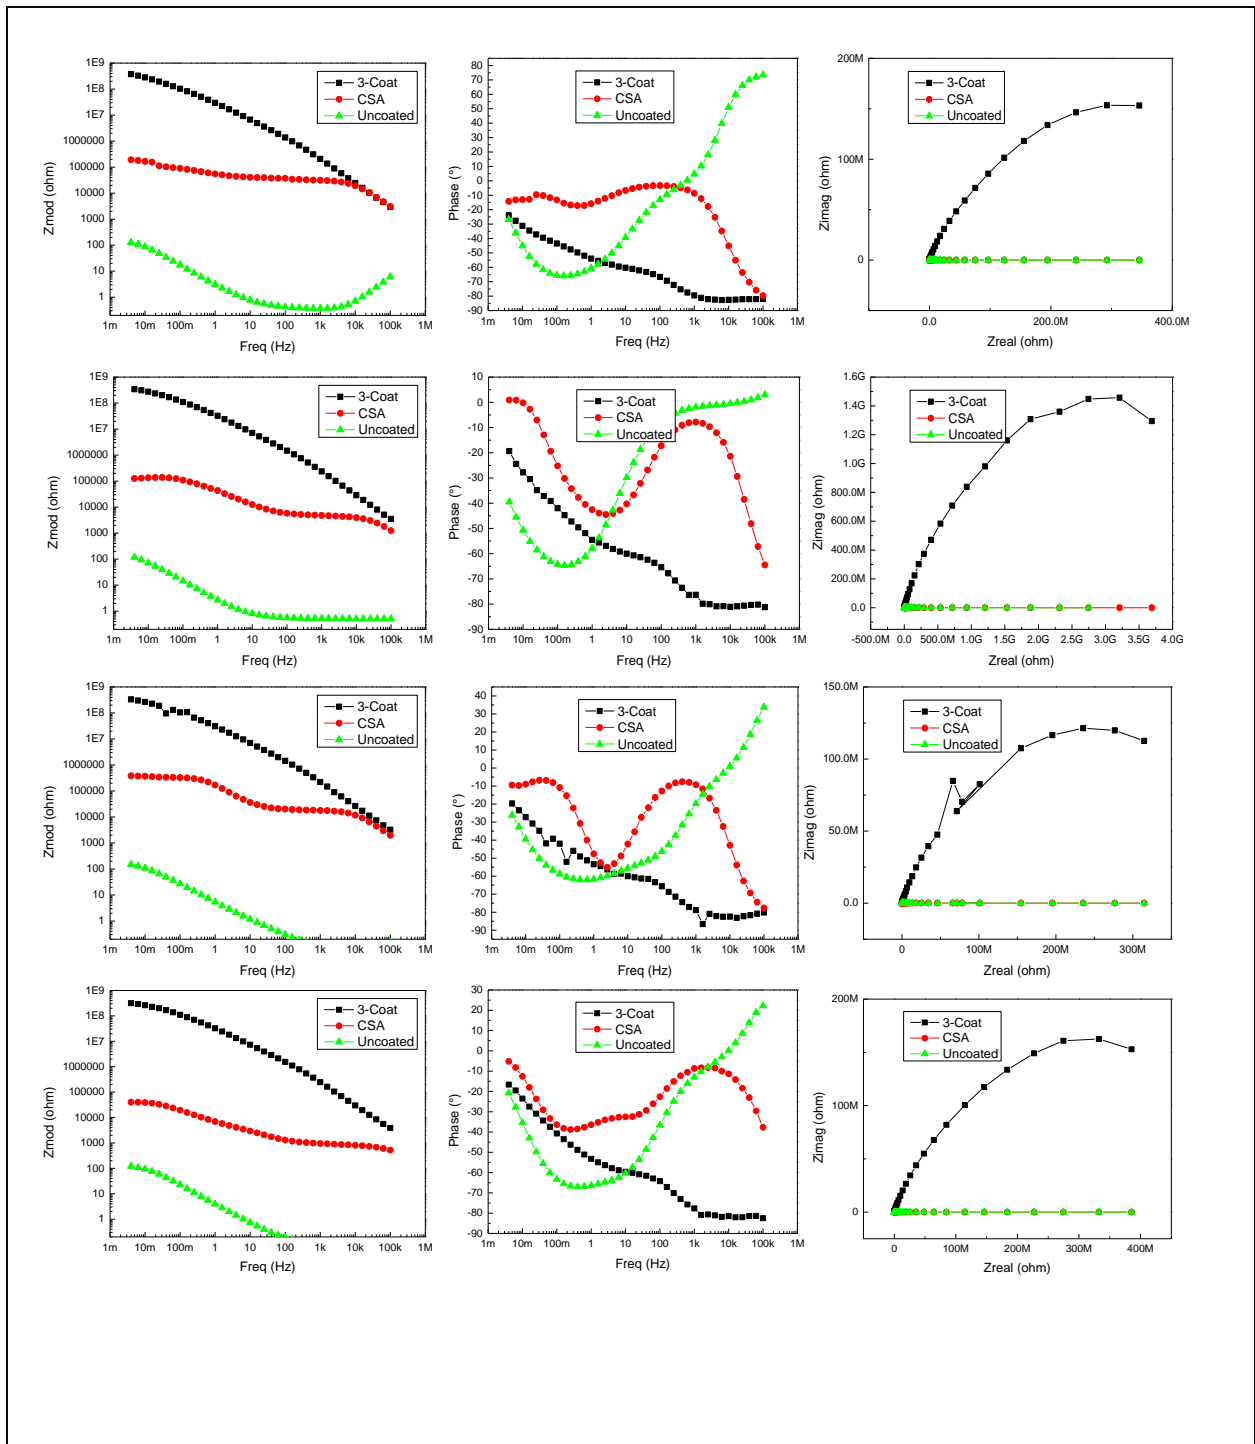 1E9
1E8
1E7
1000000
100000
10000
1000
100
10
1
1m 10m 100m 1 10 100 1k 10k 100k 1M
Zmod (ohm)
Freq (Hz)
3-Coat
CSA
Uncoated
80
70
60
50
40
30
20
10
0
-10
-20
-30
-40
-50
-60
-70
-80
-90
1m 10m 100m 1 10 100 1k 10k 100k 1M
Phase (°)
Freq (Hz)
3-Coat
CSA
Uncoated
200M
100M
0
0.0 200.0M 400.0M
Zimag (ohm)
Zreal (ohm)
3-Coat
CSA
Uncoated
1E9
1E8
1E7
1000000
100000
10000
1000
100
10
1
1m 10m 100m 1 10 100 1k 10k 100k 1M
Zmod (ohm)
Freq (Hz)
3-Coat
CSA
Uncoated
10
0
-10
-20
-30
-40
-50
-60
-70
-80
-90
1m 10m 100m 1 10 100 1k 10k 100k 1M
Phase (°)
Freq (Hz)
3-Coat
CSA
Uncoated
1.6G
1.4G
1.2G
1.0G
800.0M
600.0M
400.0M
200.0M
0.0
-500.0M 0.0 500.0M 1.0G 1.5G 2.0G 2.5G 3.0G 3.5G 4.0G
Zimag (ohm)
Zreal (ohm)
3-Coat
CSA
Uncoated
1E9
1E8
1E7
1000000
100000
10000
1000
100
10
1
1m 10m 100m 1 10 100 1k 10k 100k 1M
Zmod (ohm)
Freq (Hz)
3-Coat
CSA
Uncoated
40
30
20
10
0
-10
-20
-30
-40
-50
-60
-70
-80
-90
1m 10m 100m 1 10 100 1k 10k 100k 1M
Phase (°)
Freq (Hz)
3-Coat
CSA
Uncoated
150.0M
100.0M
50.0M
0.0
0 100M 200M 300M
Zimag (ohm)
Zreal (ohm)
3-Coat
CSA
Uncoated
1E9
1E8
1E7
1000000
100000
10000
1000
100
10
1
1m 10m 100m 1 10 100 1k 10k 100k 1M
Zmod (ohm)
Freq (Hz)
3-Coat
CSA
Uncoated
30
20
10
0
-10
-20
-30
-40
-50
-60
-70
-80
-90
1m 10m 100m 1 10 100 1k 10k 100k 1M
Phase (°)
Freq (Hz)
3-Coat
CSA
Uncoated
200M
100M
0
0 100M 200M 300M 400M
Zimag (ohm)
Zreal (ohm)
3-Coat
CSA
Uncoated